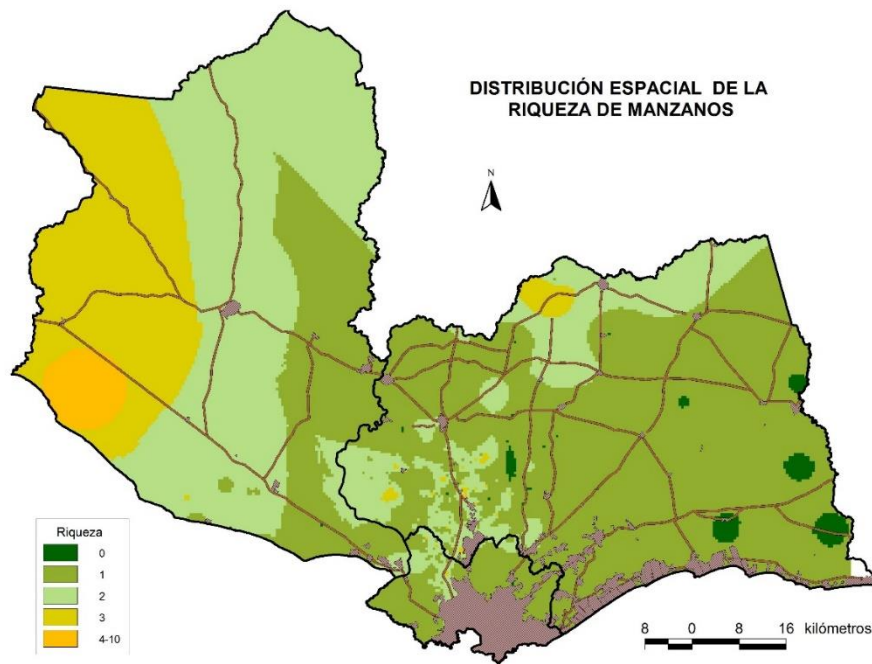 DISTRIBUCIÓN ESPACIAL DE LA
RIQUEZA DE MANZANOS
N
Riqueza
0
1
2
3
4-10
8 0 8 16 kilómetros